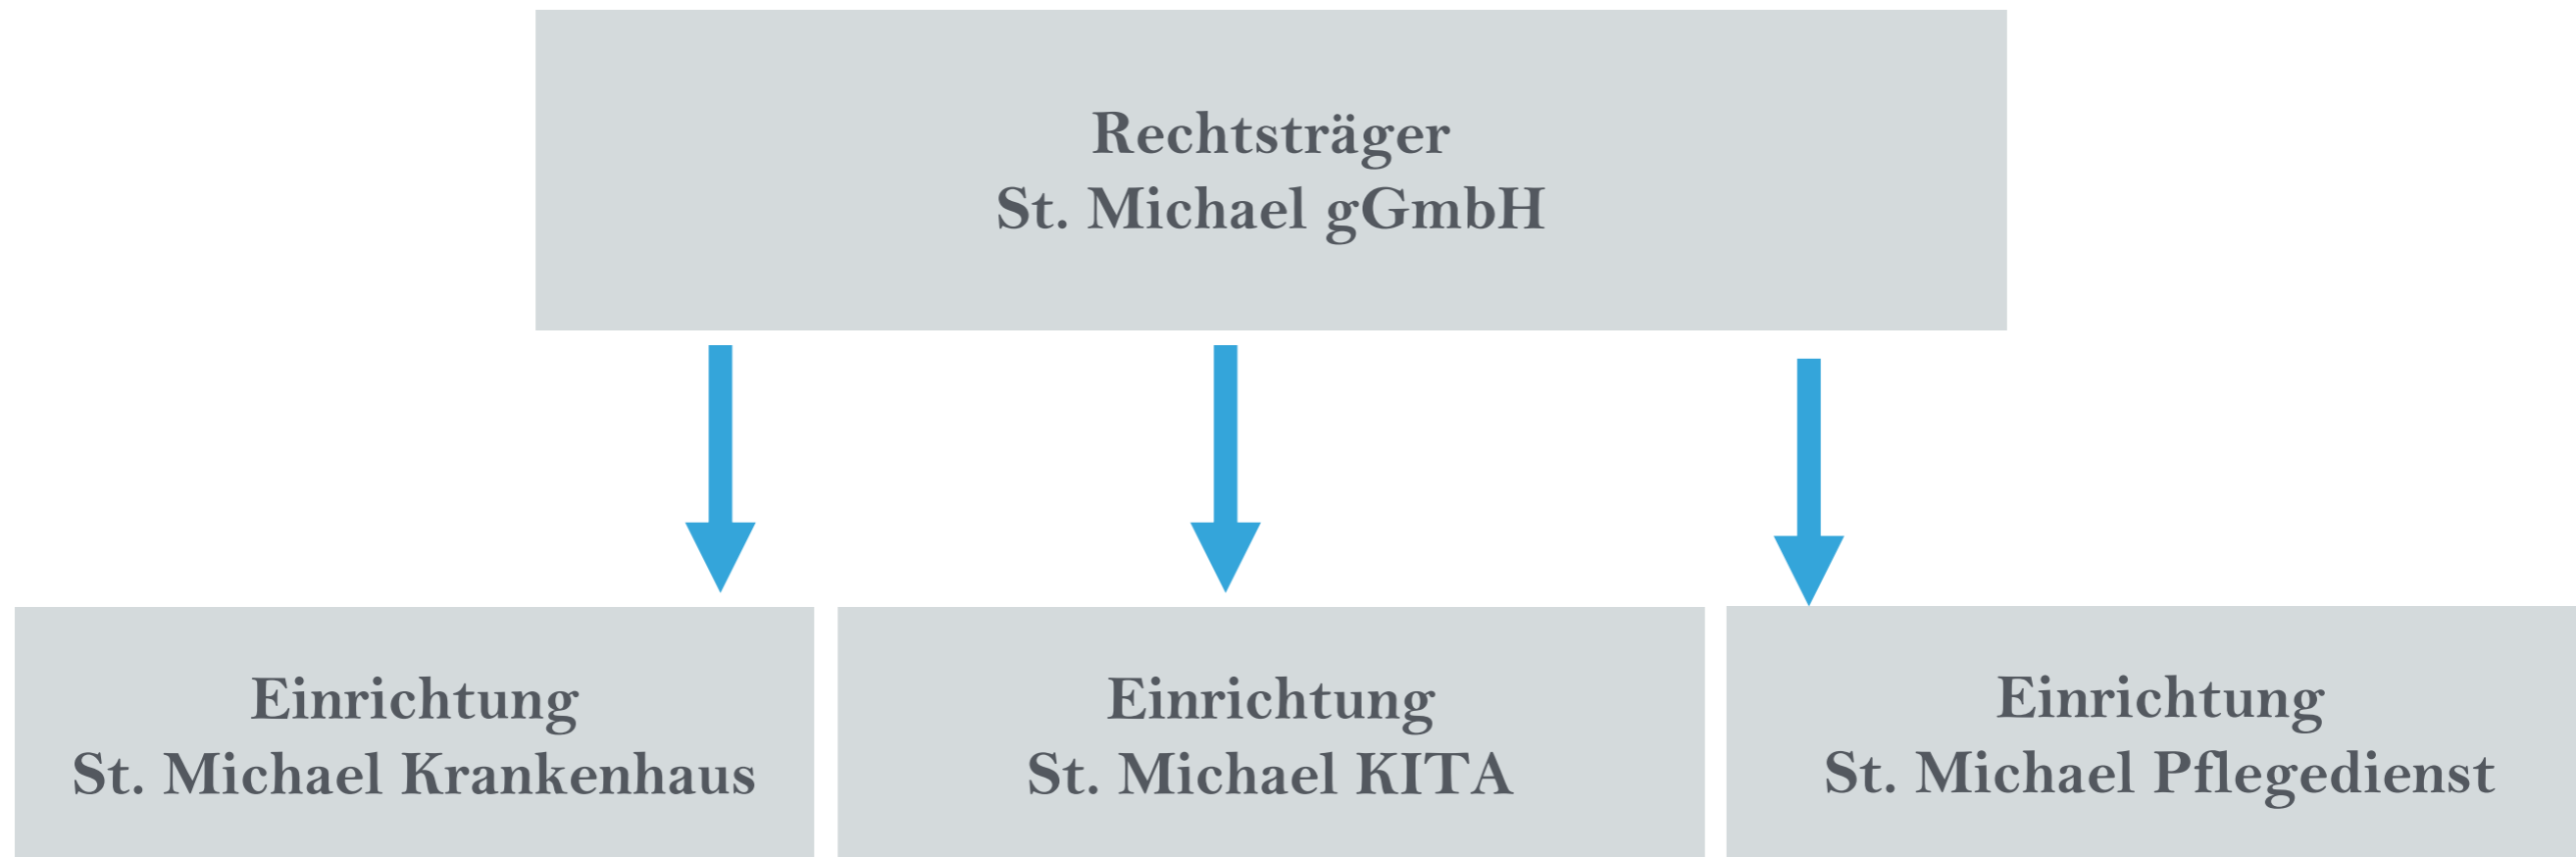 Rechtsträger
St. Michael gGmbH
Einrichtung
St. Michael Krankenhaus
Einrichtung
St. Michael KITA
Einrichtung
St. Michael Pflegedienst